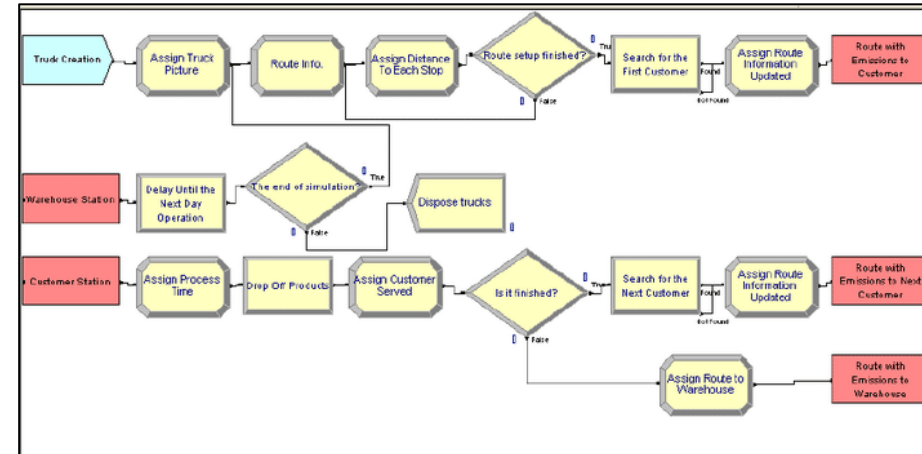 Truck Creation
Assign Truck
Picture
Route Info.
Assign Distance
To Each Stop
Route setup finished?
True
False
Search for the
First Customer
Found
Not Found
Assign Route
Information
Updated
Route with
Emissions to
Customer
Warehouse Station
Delay Until the
Next Day
Operation
The end of simulation?
True
False
Dispose trucks
Customer Station
Assign Process
Time
Drop Off Products
Assign Customer
Served
Is it finished?
True
False
Search for the
Next Customer
Found
Not Found
Assign Route
Information
Updated
Route with
Emissions to Next
Customer
Assign Route to
Warehouse
Route with
Emissions to
Warehouse